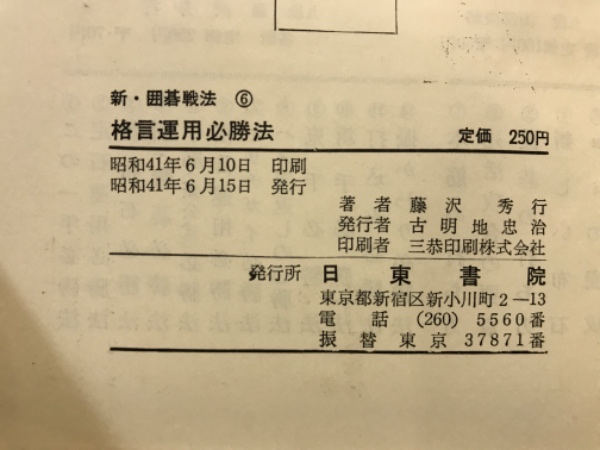 新・囲碁戦法 ⑥
格言運用必勝法 定価 250円
昭和41年6月10日 印刷
昭和41年6月15日 発行
著者 藤沢 秀行
発行者 古明地忠治
印刷者 三恭印刷株式会社
発行所 日東書院
東京都新宿区新小川町2―13
電話 (260) 5560番
振替 東京 37871番